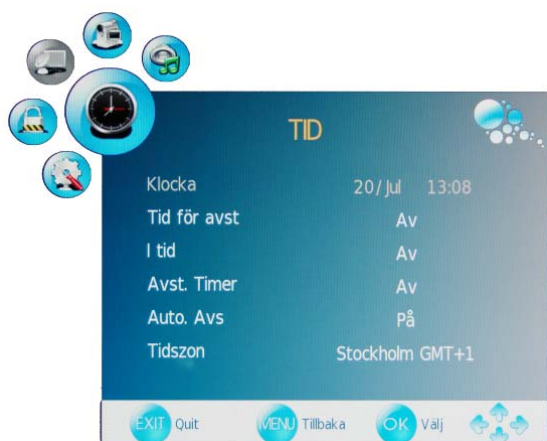 TID
Klocka 20/Jul 13:08
Tid för avst Av
I tid Av
Avst. Timer Av
Auto. Avs På
Tidszon Stockholm GMT+1
EXIT Quit MENU Tillbaka OK Välj